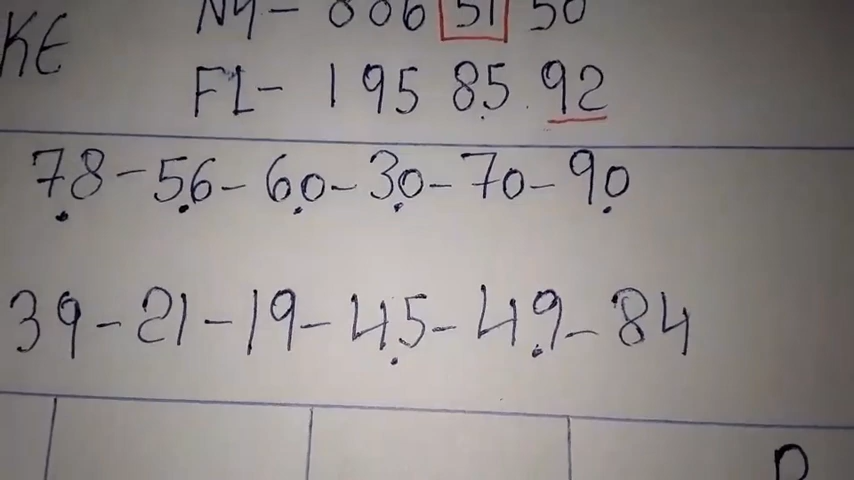 NY- 806 51 50
KE
FL- 195 85 92
78-56-60-30-70-90
39-21-19-45-49-84